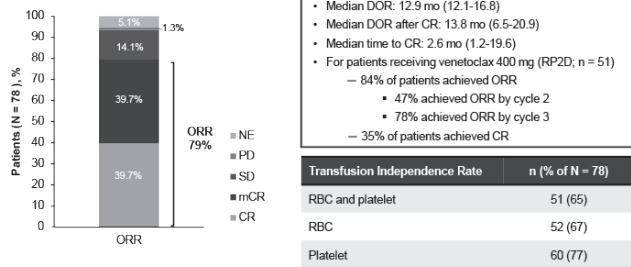 100
90
80
70
60
50
40
30
20
10
0
Patients (N = 78), %
5.1%
1.3%
14.1%
39.7%
39.7%
ORR
ORR
79%
NE
PD
SD
mCR
CR
• Median DOR: 12.9 mo (12.1-16.8)
• Median DOR after CR: 13.8 mo (6.5-20.9)
• Median time to CR: 2.6 mo (1.2-19.6)
• For patients receiving venetoclax 400 mg (RP2D; n = 51)
— 84% of patients achieved ORR
▪ 47% achieved ORR by cycle 2
▪ 78% achieved ORR by cycle 3
— 35% of patients achieved CR
Transfusion Independence Rate n (% of N = 78)
RBC and platelet 51 (65)
RBC 52 (67)
Platelet 60 (77)